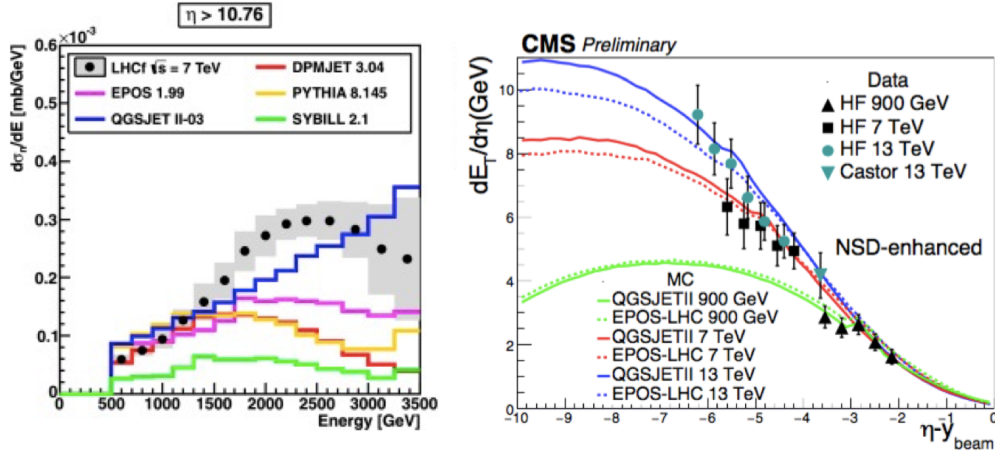 η > 10.76
×10⁻³
dσₙ/dE [mb/GeV]
0.6
0.5
0.4
0.3
0.2
0.1
0
LHCf √s = 7 TeV
EPOS 1.99
QGSJET II-03
DPMJET 3.04
PYTHIA 8.145
SYBILL 2.1
0 500 1000 1500 2000 2500 3000 3500
Energy [GeV]
CMS Preliminary
dE_T/dη(GeV)
10
8
6
4
2
0
Data
HF 900 GeV
HF 7 TeV
HF 13 TeV
Castor 13 TeV
NSD-enhanced
MC
QGSJETII 900 GeV
EPOS-LHC 900 GeV
QGSJETII 7 TeV
EPOS-LHC 7 TeV
QGSJETII 13 TeV
EPOS-LHC 13 TeV
-10 -9 -8 -7 -6 -5 -4 -3 -2 -1 0
η-y_beam